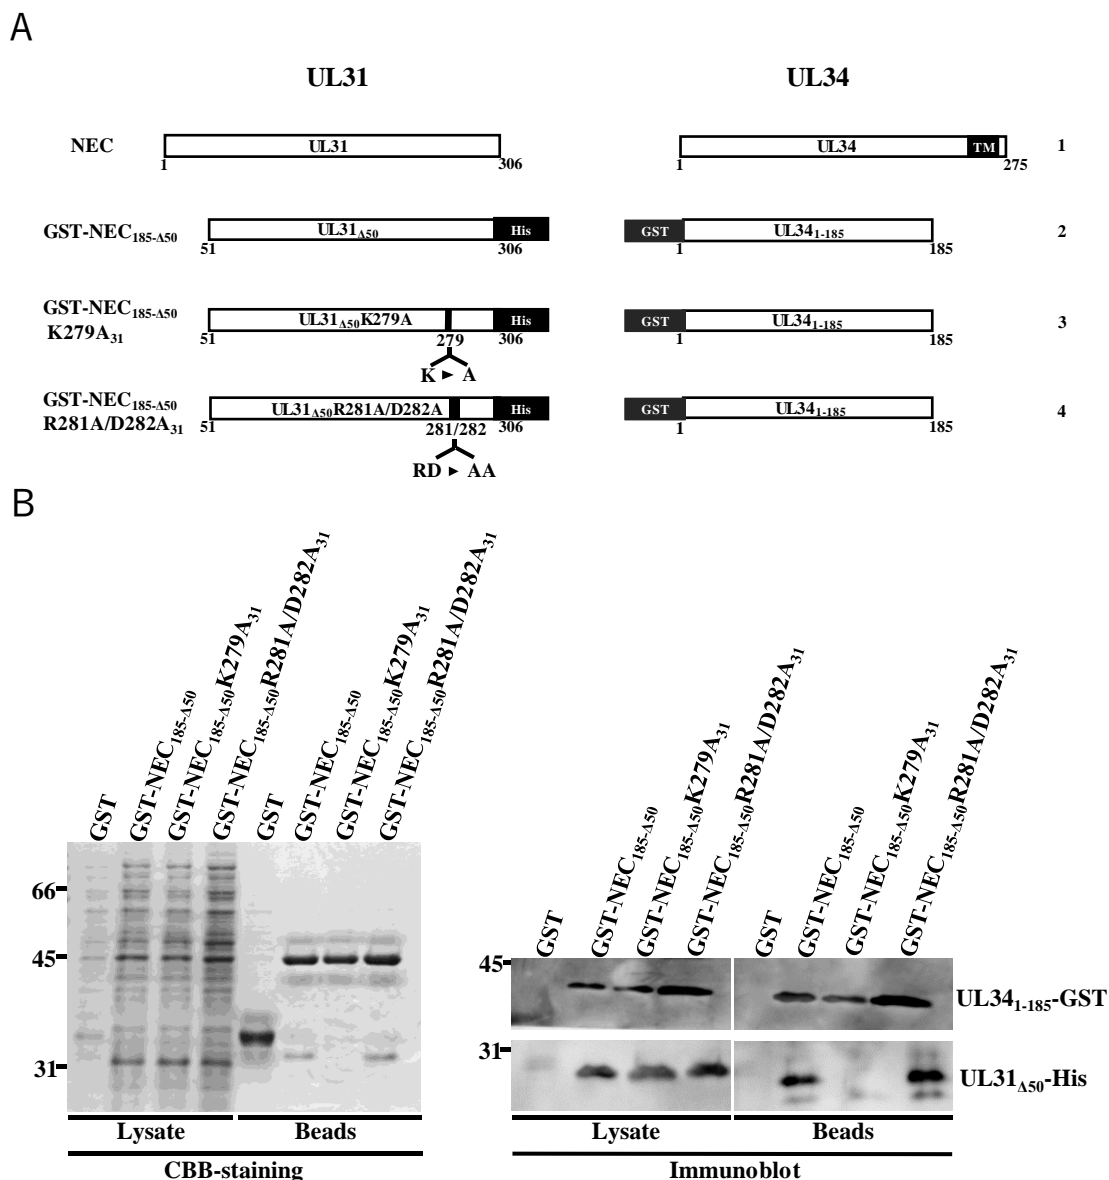 A
UL31 UL34
NEC UL31 UL34 TM 1
1 306 1 275
GST-NEC185-Δ50 UL31Δ50 His GST UL341-185 2
51 306 1 185
GST-NEC185-Δ50 UL31Δ50K279A His GST UL341-185 3
K279A31
51 279 306 1 185
K ► A
GST-NEC185-Δ50 UL31Δ50R281A/D282A His GST UL341-185 4
R281A/D282A31
51 281/282 306 1 185
RD ► AA
B
GST
GST-NEC185-Δ50
GST-NEC185-Δ50K279A31
GST-NEC185-Δ50R281A/D282A31
GST
GST-NEC185-Δ50
GST-NEC185-Δ50K279A31
GST-NEC185-Δ50R281A/D282A31
66
45
31
Lysate Beads
CBB-staining
GST
GST-NEC185-Δ50
GST-NEC185-Δ50K279A31
GST-NEC185-Δ50R281A/D282A31
GST
GST-NEC185-Δ50
GST-NEC185-Δ50K279A31
GST-NEC185-Δ50R281A/D282A31
45
UL341-185-GST
31
UL31Δ50-His
Lysate Beads
Immunoblot